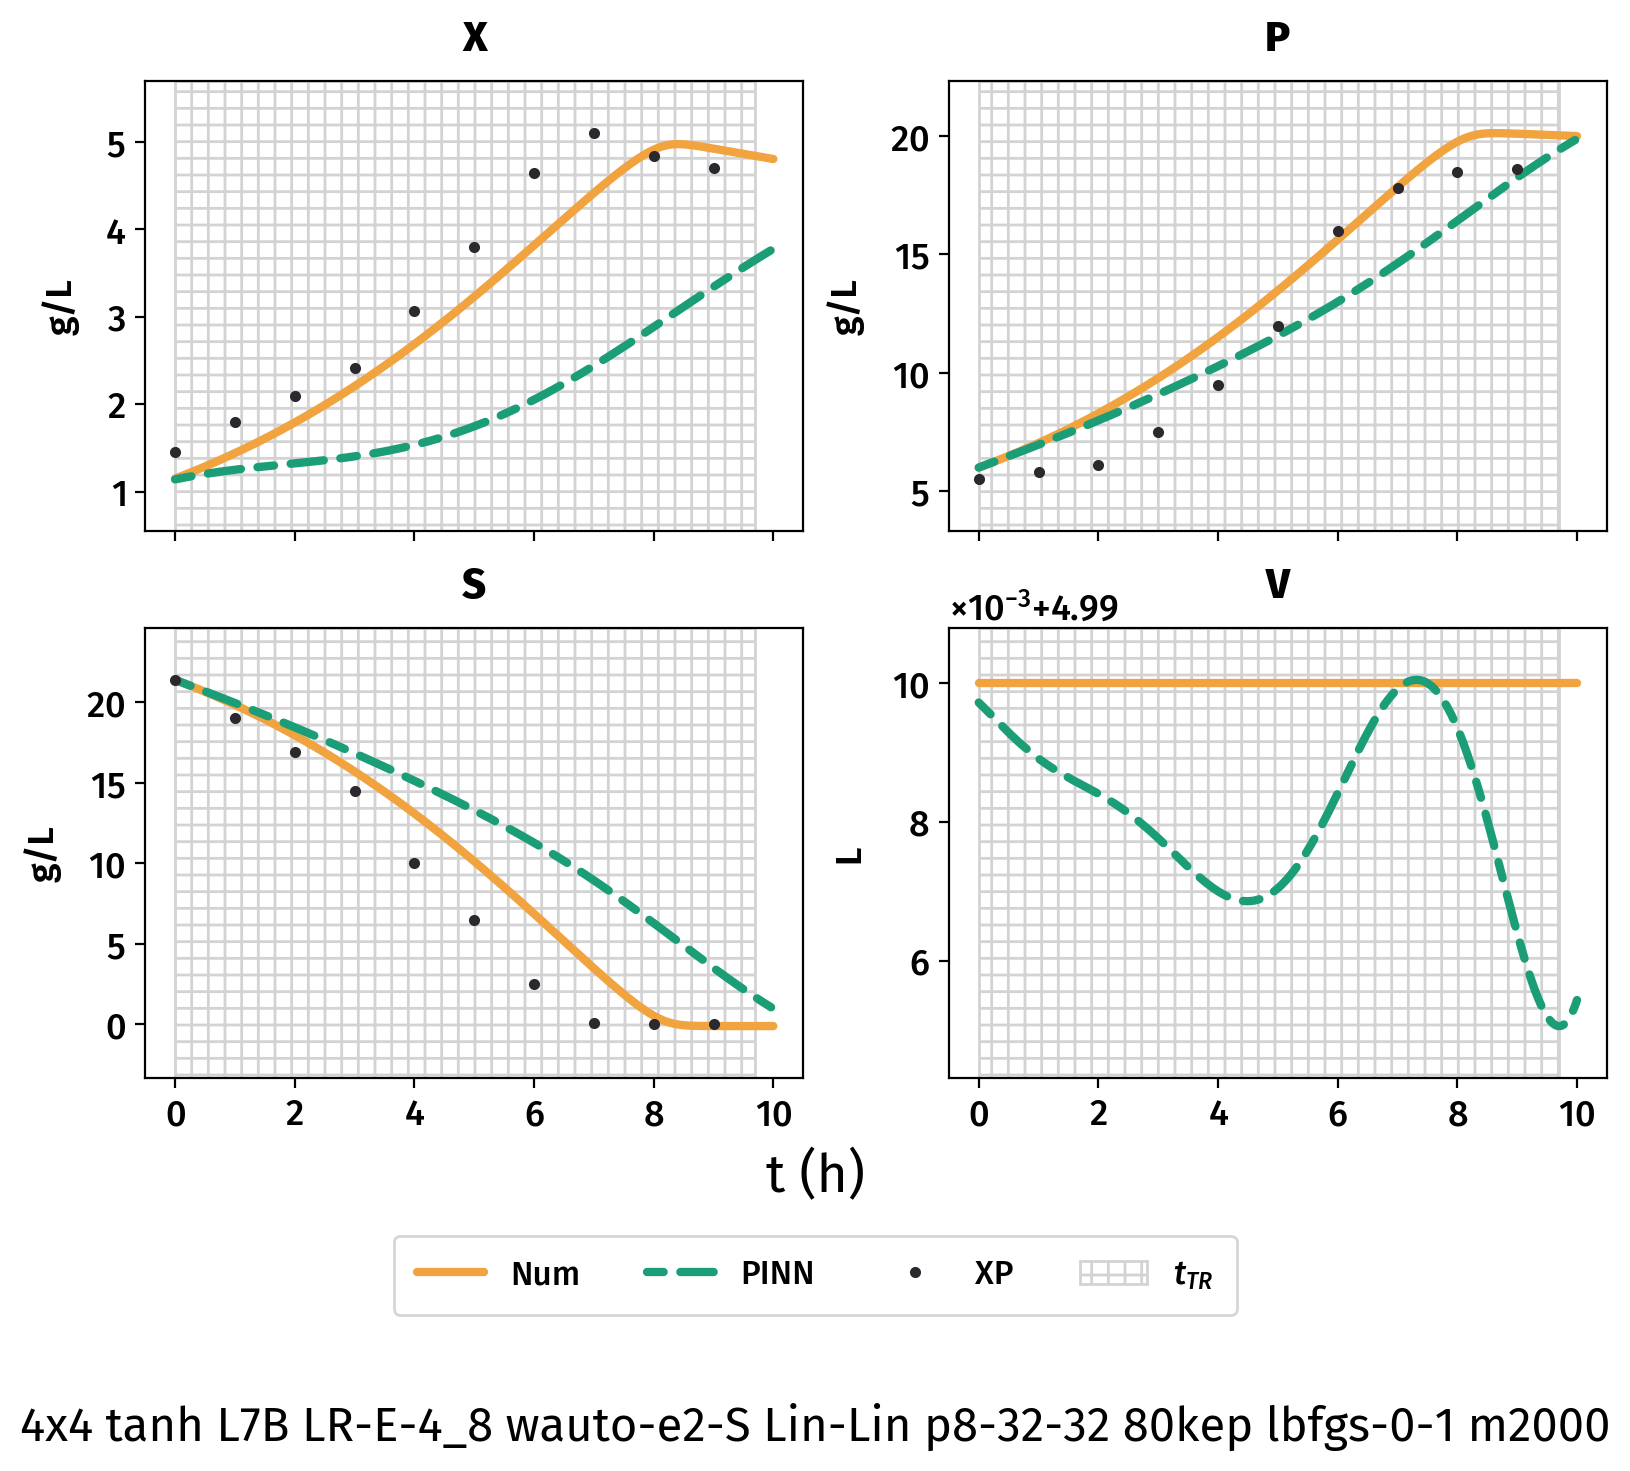 X
P
g/L
5
4
3
2
1
g/L
20
15
10
5
S
V
×10⁻³+4.99
g/L
20
15
10
5
0
0 2 4 6 8 10
L
10
8
6
0 2 4 6 8 10
t (h)
Num PINN XP t_TR
4x4 tanh L7B LR-E-4_8 wauto-e2-S Lin-Lin p8-32-32 80kep lbfgs-0-1 m2000